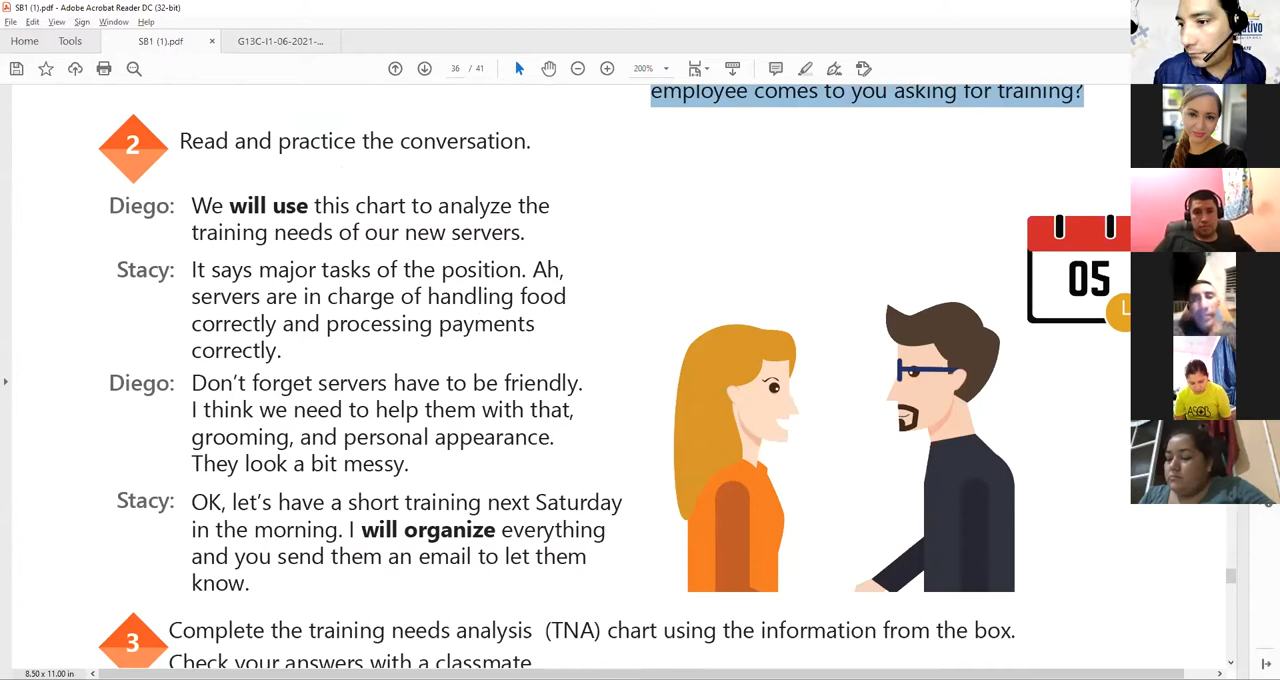 SB1 (1).pdf - Adobe Acrobat Reader DC (32-bit)
File Edit View Sign Window Help
Home Tools SB1 (1).pdf × G13C-I1-06-2021-...
36 / 41 200%
employee comes to you asking for training?
2 Read and practice the conversation.
Diego: We will use this chart to analyze the
training needs of our new servers.
Stacy: It says major tasks of the position. Ah,
servers are in charge of handling food
correctly and processing payments
correctly.
Diego: Don't forget servers have to be friendly.
I think we need to help them with that,
grooming, and personal appearance.
They look a bit messy.
Stacy: OK, let's have a short training next Saturday
in the morning. I will organize everything
and you send them an email to let them
know.
05
3 Complete the training needs analysis (TNA) chart using the information from the box.
Check your answers with a classmate
8.50 x 11.00 in